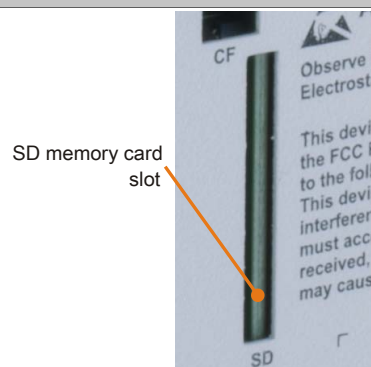 CF
Observe
Electrost
SD memory card
slot
This devi
the FCC
to the foll
This devi
interferen
must acc
received,
may caus
SD